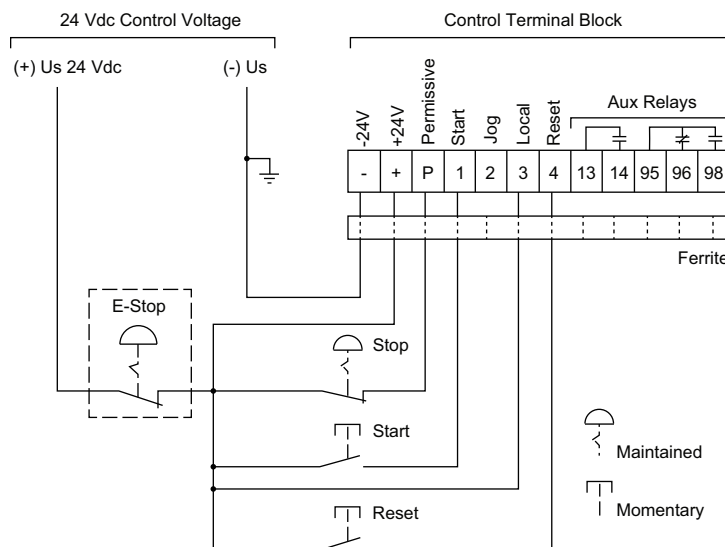 24 Vdc Control Voltage
Control Terminal Block
(+) Us 24 Vdc
(-) Us
-24V
+24V
Permissive
Start
Jog
Local
Reset
Aux Relays
- + P 1 2 3 4 13 14 95 96 98
Ferrite
E-Stop
Stop
Start
Maintained
Reset
Momentary